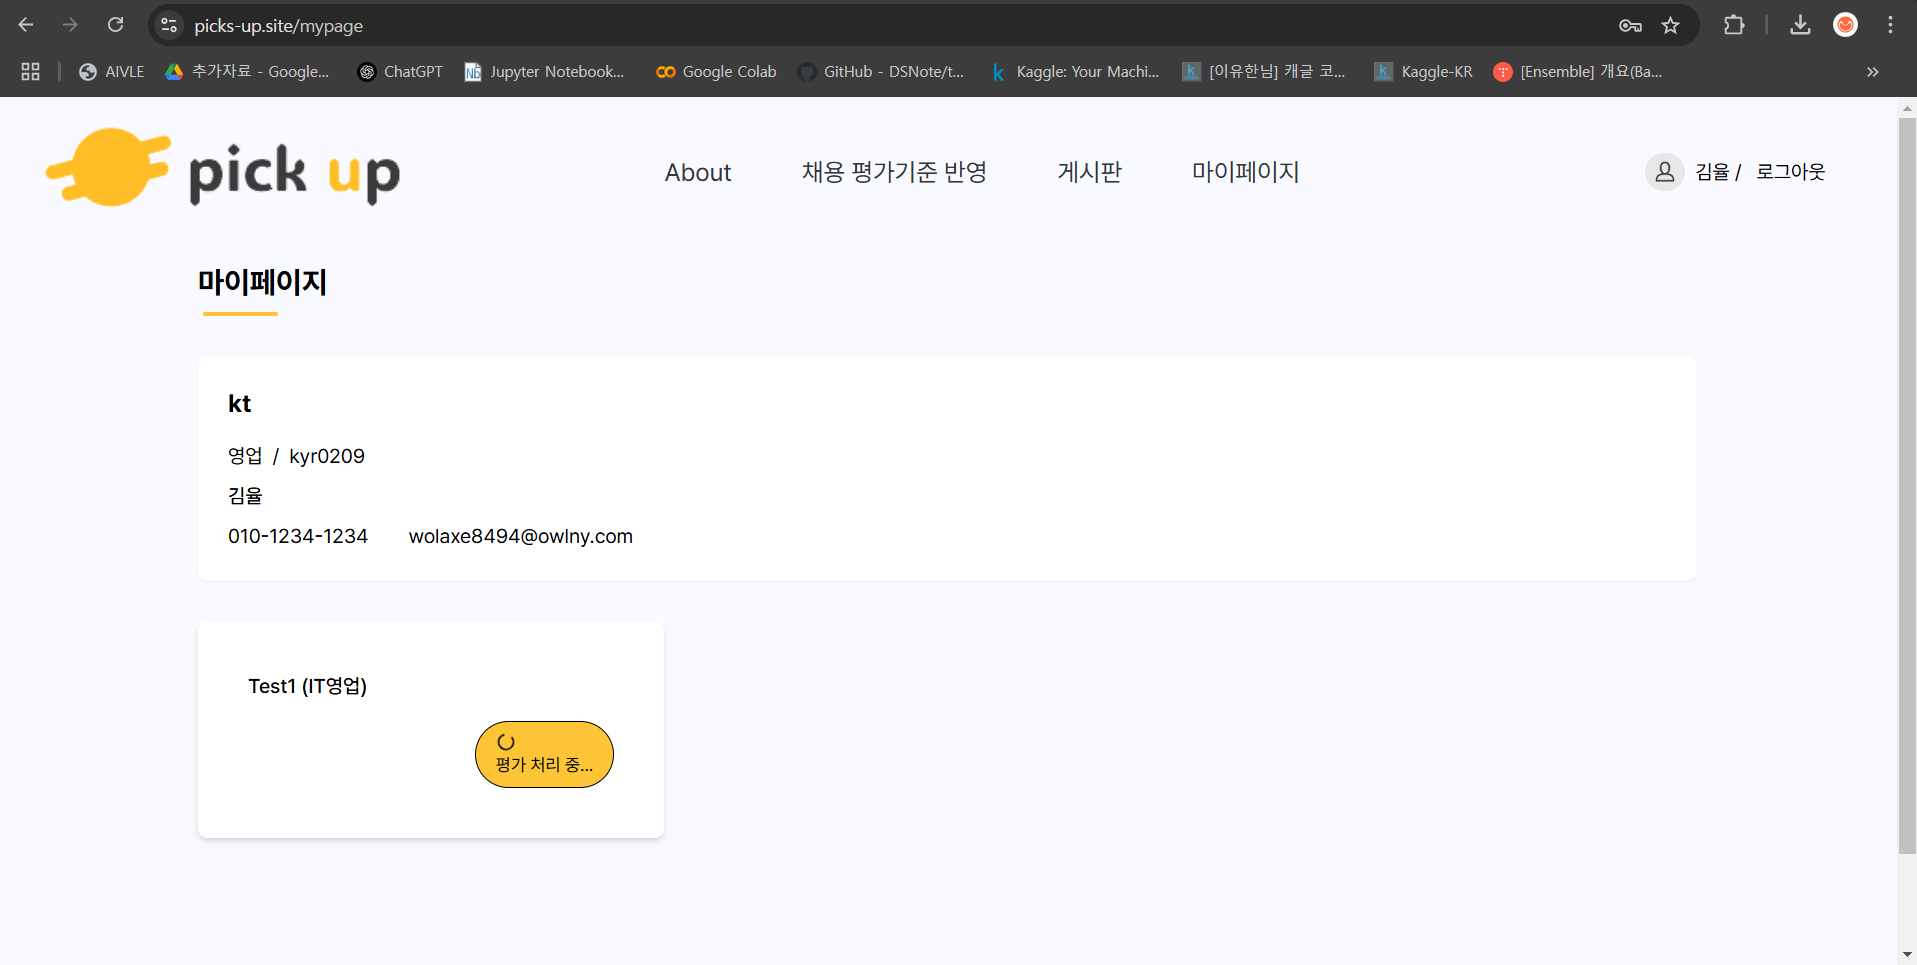 picks-up.site/mypage
AIVLE
추가자료 - Google...
ChatGPT
Jupyter Notebook...
Google Colab
GitHub - DSNote/t...
Kaggle: Your Machi...
[이유한님] 캐글 코...
Kaggle-KR
[Ensemble] 개요(Ba...
pick up
About
채용 평가기준 반영
게시판
마이페이지
김율 / 로그아웃
마이페이지
kt
영업 / kyr0209
김율
010-1234-1234 wolaxe8494@owlny.com
Test1 (IT영업)
평가 처리 중...